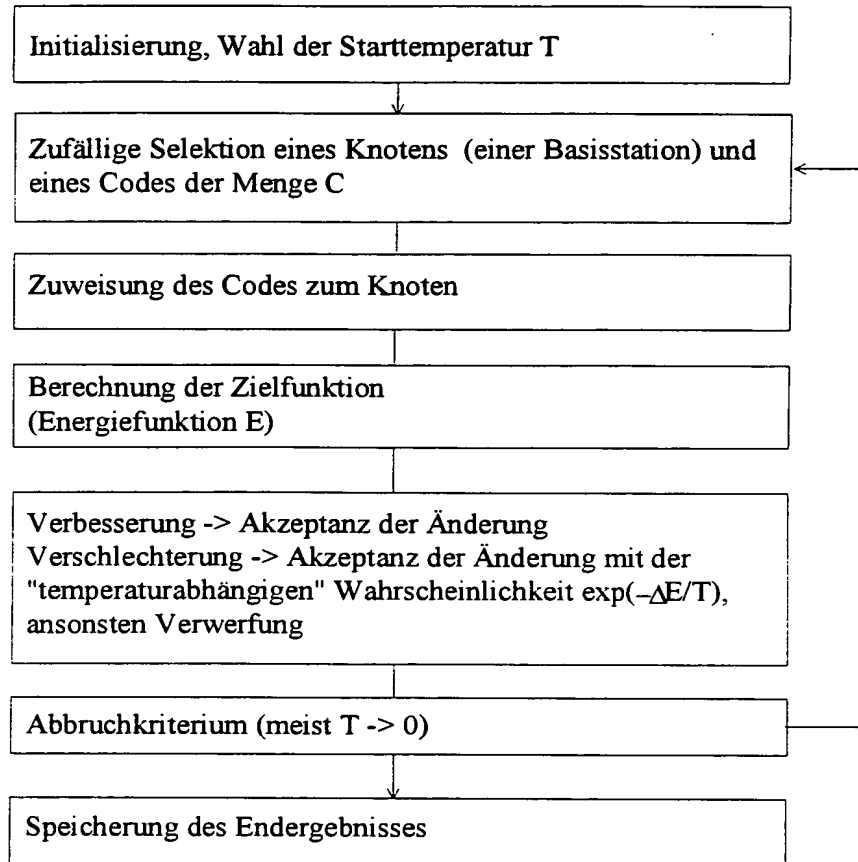 Initialisierung, Wahl der Starttemperatur T
Zufällige Selektion eines Knotens (einer Basisstation) und
eines Codes der Menge C
Zuweisung des Codes zum Knoten
Berechnung der Zielfunktion
(Energiefunktion E)
Verbesserung -> Akzeptanz der Änderung
Verschlechterung -> Akzeptanz der Änderung mit der
"temperaturabhängigen" Wahrscheinlichkeit exp(–ΔE/T),
ansonsten Verwerfung
Abbruchkriterium (meist T -> 0)
Speicherung des Endergebnisses